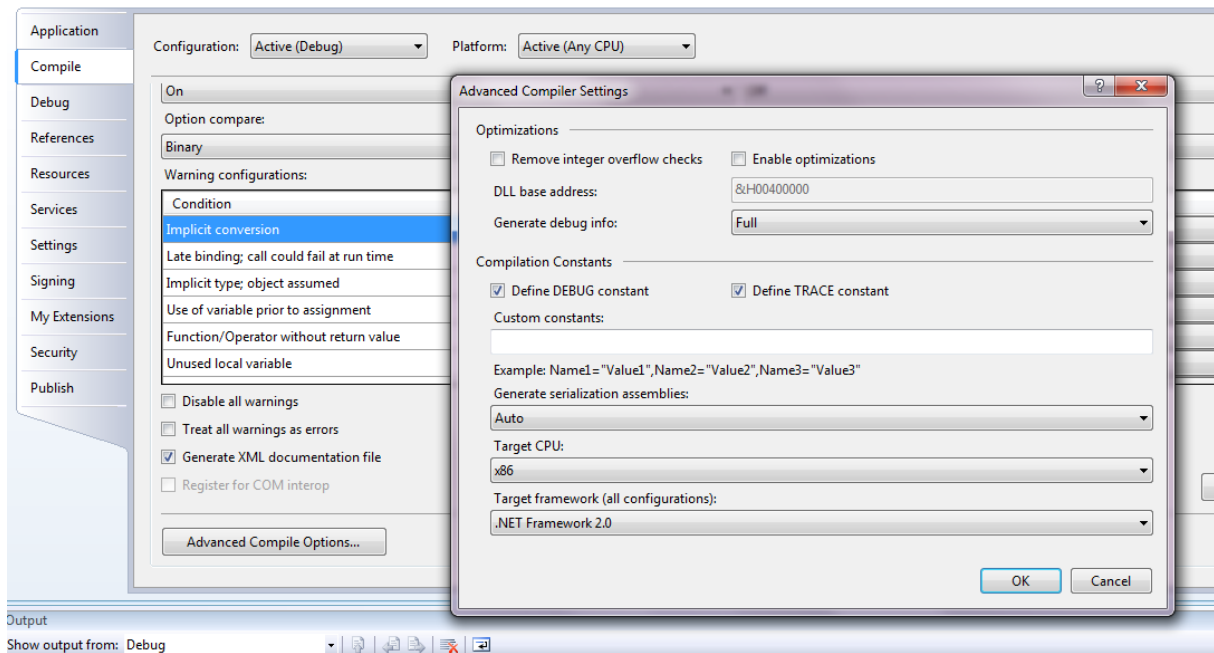 Application
Compile
Debug
References
Resources
Services
Settings
Signing
My Extensions
Security
Publish
Configuration: Active (Debug) Platform: Active (Any CPU)
On
Option compare:
Binary
Warning configurations:
Condition
Implicit conversion
Late binding; call could fail at run time
Implicit type; object assumed
Use of variable prior to assignment
Function/Operator without return value
Unused local variable
Disable all warnings
Treat all warnings as errors
Generate XML documentation file
Register for COM interop
Advanced Compile Options...
Advanced Compiler Settings
Optimizations
Remove integer overflow checks Enable optimizations
DLL base address: &H00400000
Generate debug info: Full
Compilation Constants
Define DEBUG constant Define TRACE constant
Custom constants:
Example: Name1="Value1",Name2="Value2",Name3="Value3"
Generate serialization assemblies:
Auto
Target CPU:
x86
Target framework (all configurations):
.NET Framework 2.0
OK Cancel
Output
Show output from: Debug